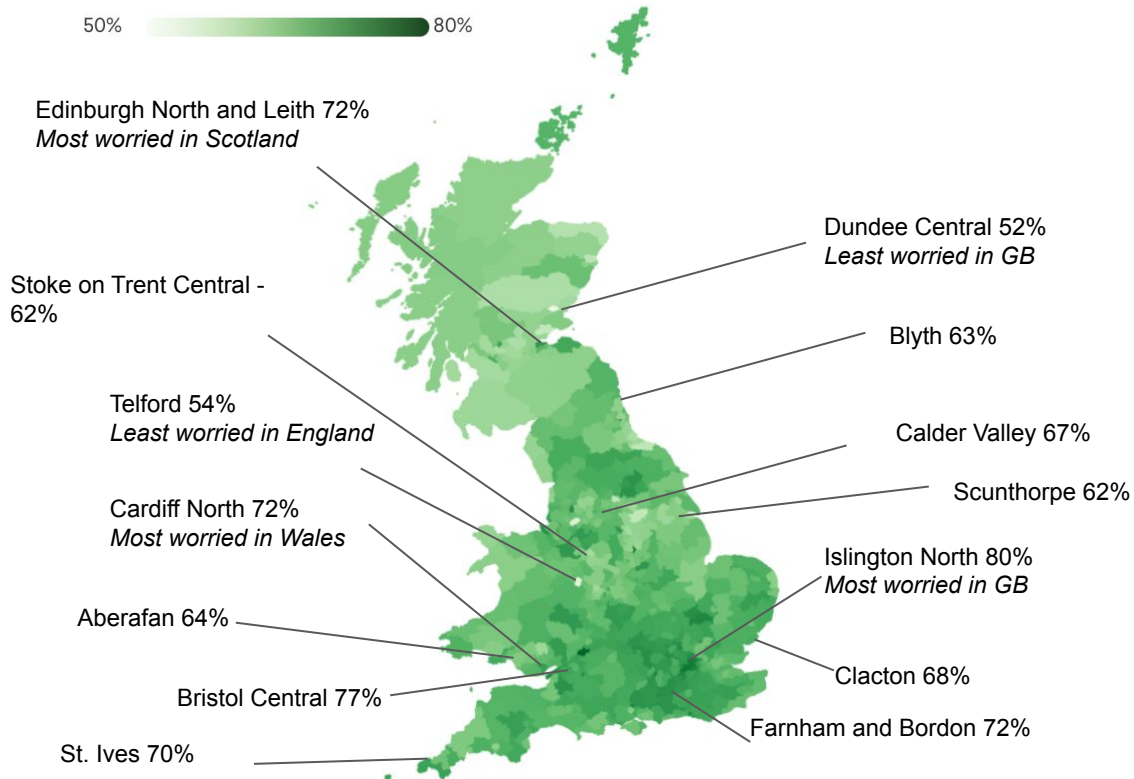 50% 80%
Edinburgh North and Leith 72%
Most worried in Scotland
Dundee Central 52%
Least worried in GB
Stoke on Trent Central -
62%
Blyth 63%
Telford 54%
Least worried in England
Calder Valley 67%
Scunthorpe 62%
Cardiff North 72%
Most worried in Wales
Islington North 80%
Most worried in GB
Aberafan 64%
Clacton 68%
Bristol Central 77%
Farnham and Bordon 72%
St. Ives 70%